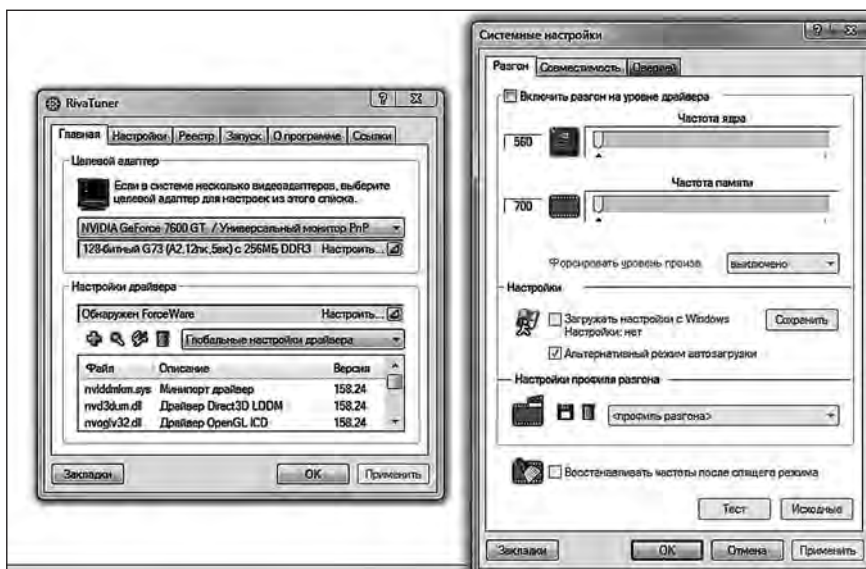 RivaTuner
Главная Настройки Реестр Запуск О программе Ссылки
Целевой адаптер
Если в системе несколько видеоадаптеров, выберите
целевой адаптер для настроек из этого списка.
NVIDIA GeForce 7600 GT / Универсальный монитор PnP
128-битный G73 (A2,12пк,5вк) с 256МБ DDR3 Настроить...
Настройки драйвера
Обнаружен ForceWare Настроить...
Глобальные настройки драйвера
Файл Описание Версия
nvlddmkm.sys Минипорт драйвер 158.24
nvd3dum.dll Драйвер Direct3D LDDM 158.24
nvoglv32.dll Драйвер OpenGL ICD 158.24
Закладки OK Применить
Системные настройки
Разгон Совместимость Оверлей
Включить разгон на уровне драйвера
Частота ядра
560
Частота памяти
700
Форсировать уровень произв. выключено
Настройки
Загружать настройки с Windows
Настройки: нет
Сохранить
Альтернативный режим автозагрузки
Настройки профиля разгона
<профиль разгона>
Восстанавливать частоты после спящего режима
Тест Исходные
Закладки OK Отмена Применить